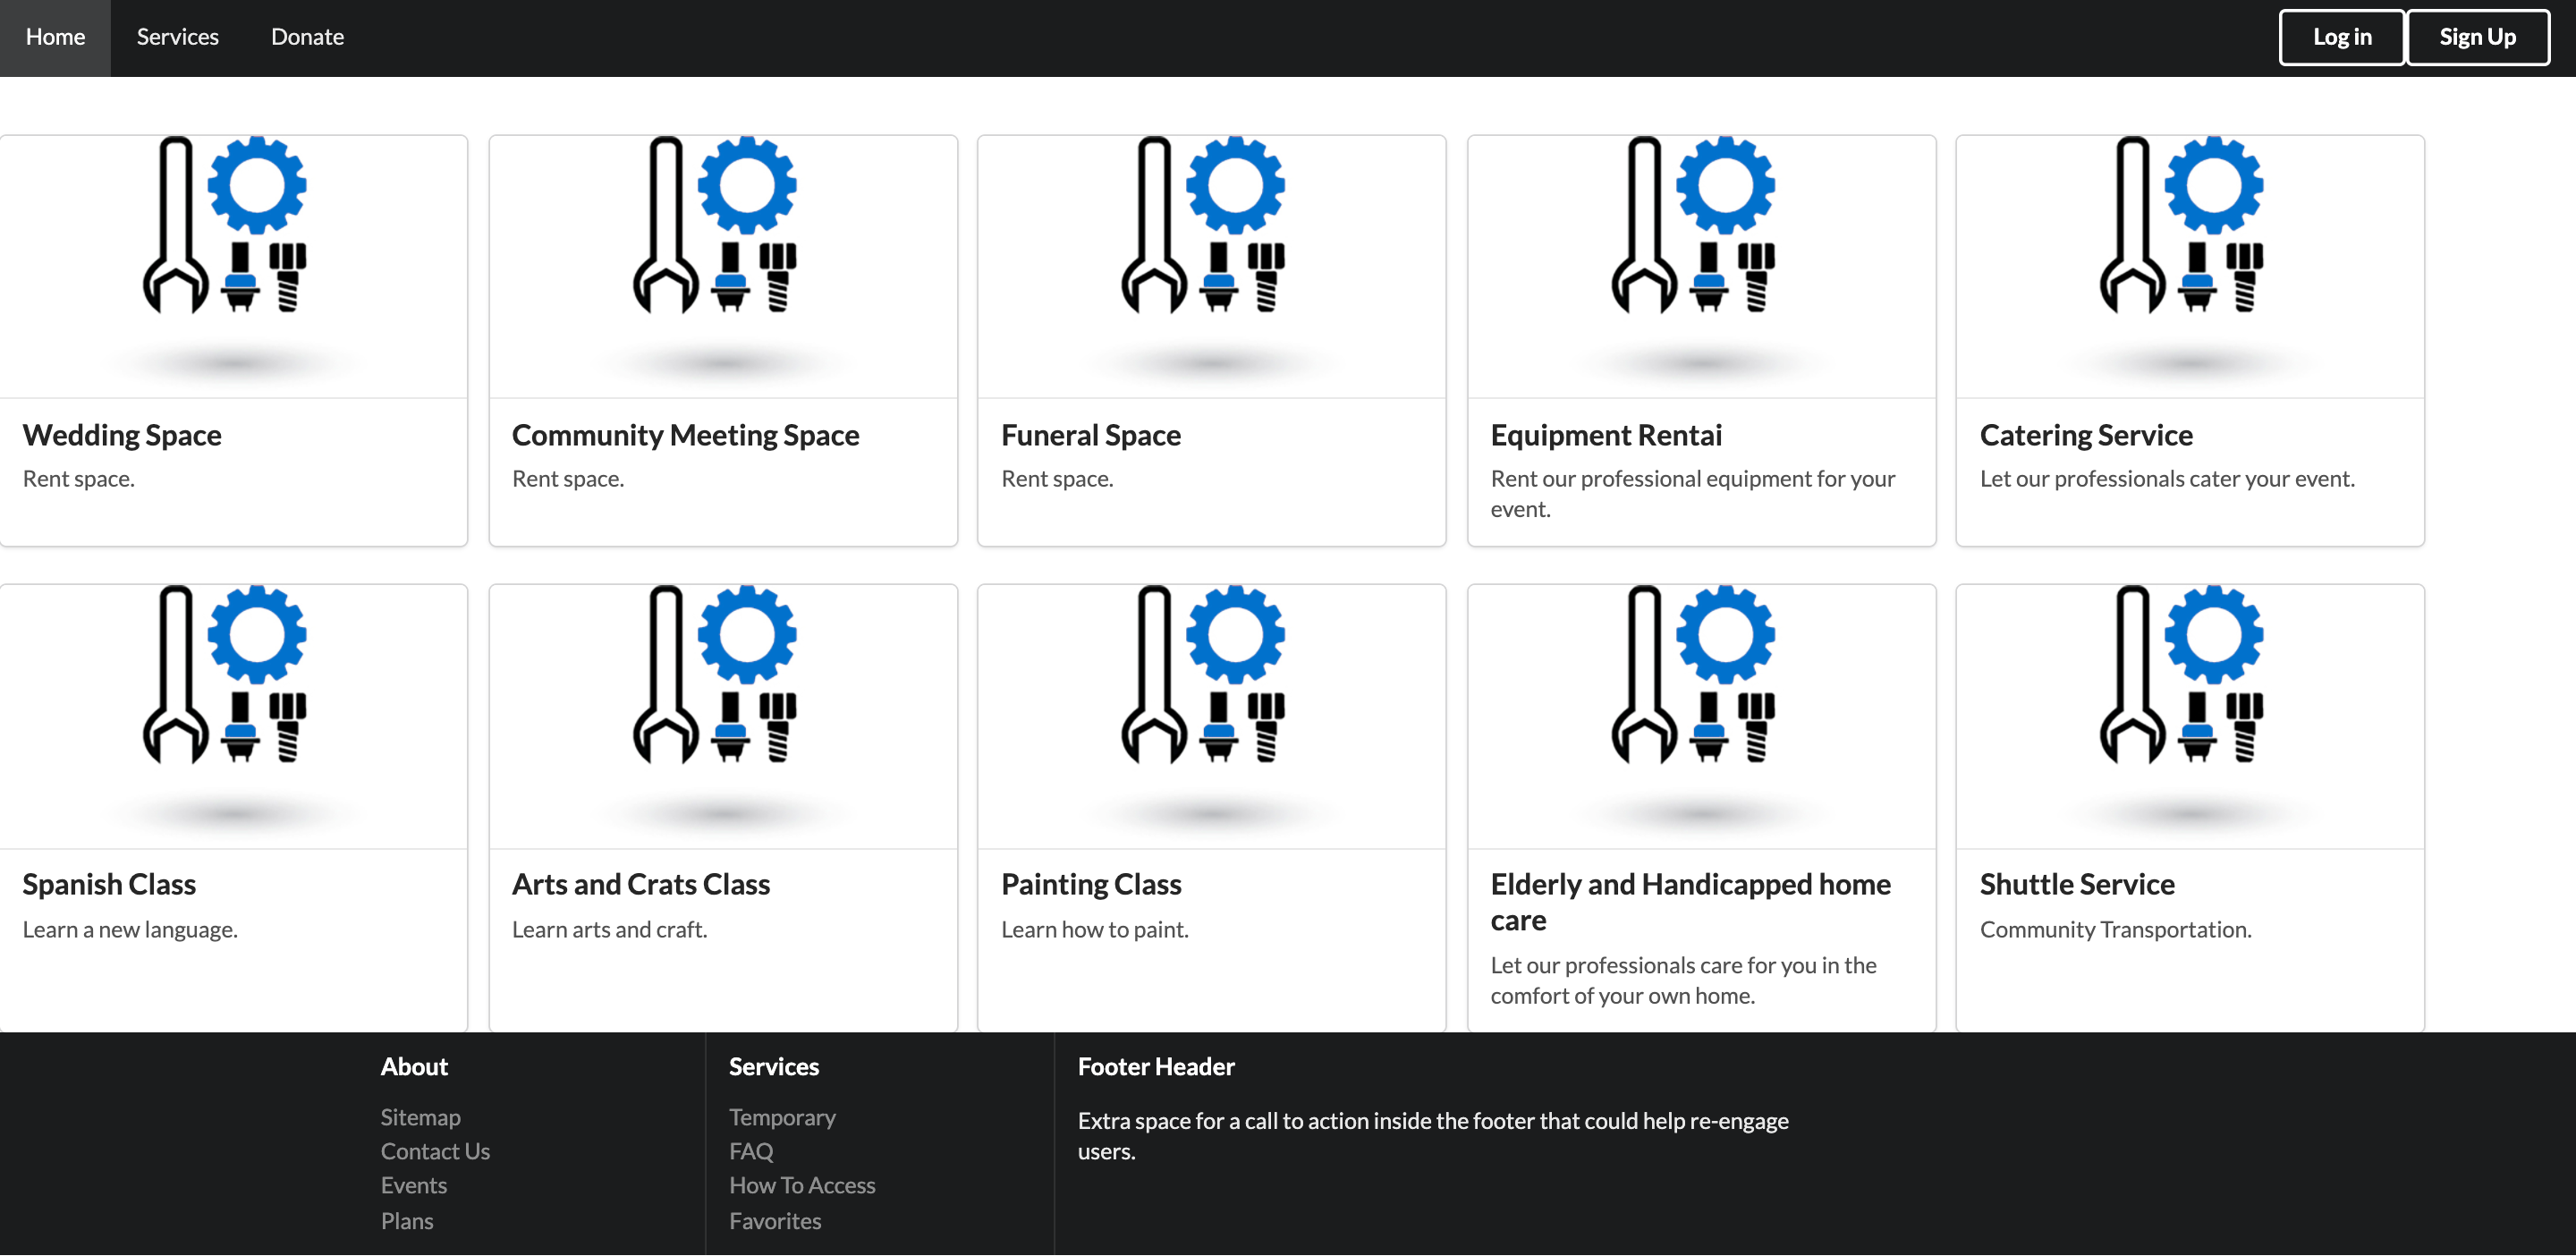 Home Services Donate Log in Sign Up
Wedding Space
Rent space.
Community Meeting Space
Rent space.
Funeral Space
Rent space.
Equipment Rentai
Rent our professional equipment for your
event.
Catering Service
Let our professionals cater your event.
Spanish Class
Learn a new language.
Arts and Crats Class
Learn arts and craft.
Painting Class
Learn how to paint.
Elderly and Handicapped home
care
Let our professionals care for you in the
comfort of your own home.
Shuttle Service
Community Transportation.
About
Sitemap
Contact Us
Events
Plans
Services
Temporary
FAQ
How To Access
Favorites
Footer Header
Extra space for a call to action inside the footer that could help re-engage
users.